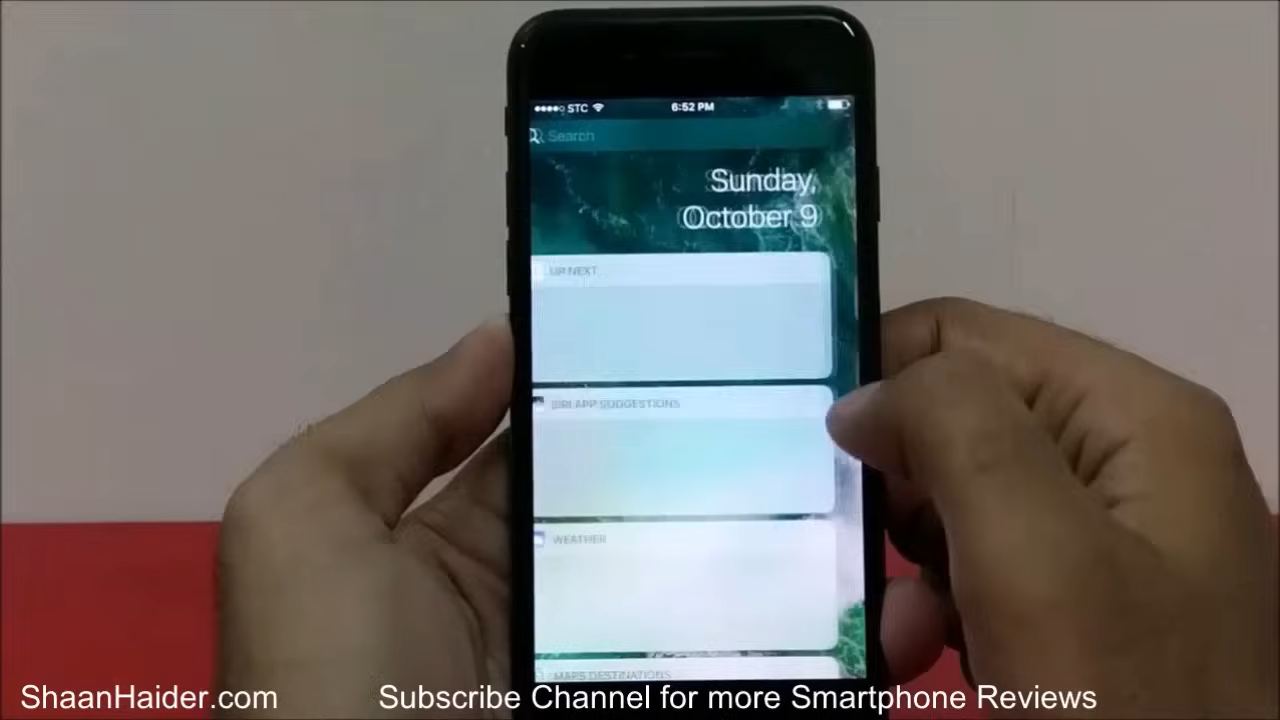 STC 6:52 PM
Search
Sunday,
October 9
UP NEXT
SIRI APP SUGGESTIONS
WEATHER
MAPS DESTINATIONS
ShaanHaider.com Subscribe Channel for more Smartphone Reviews